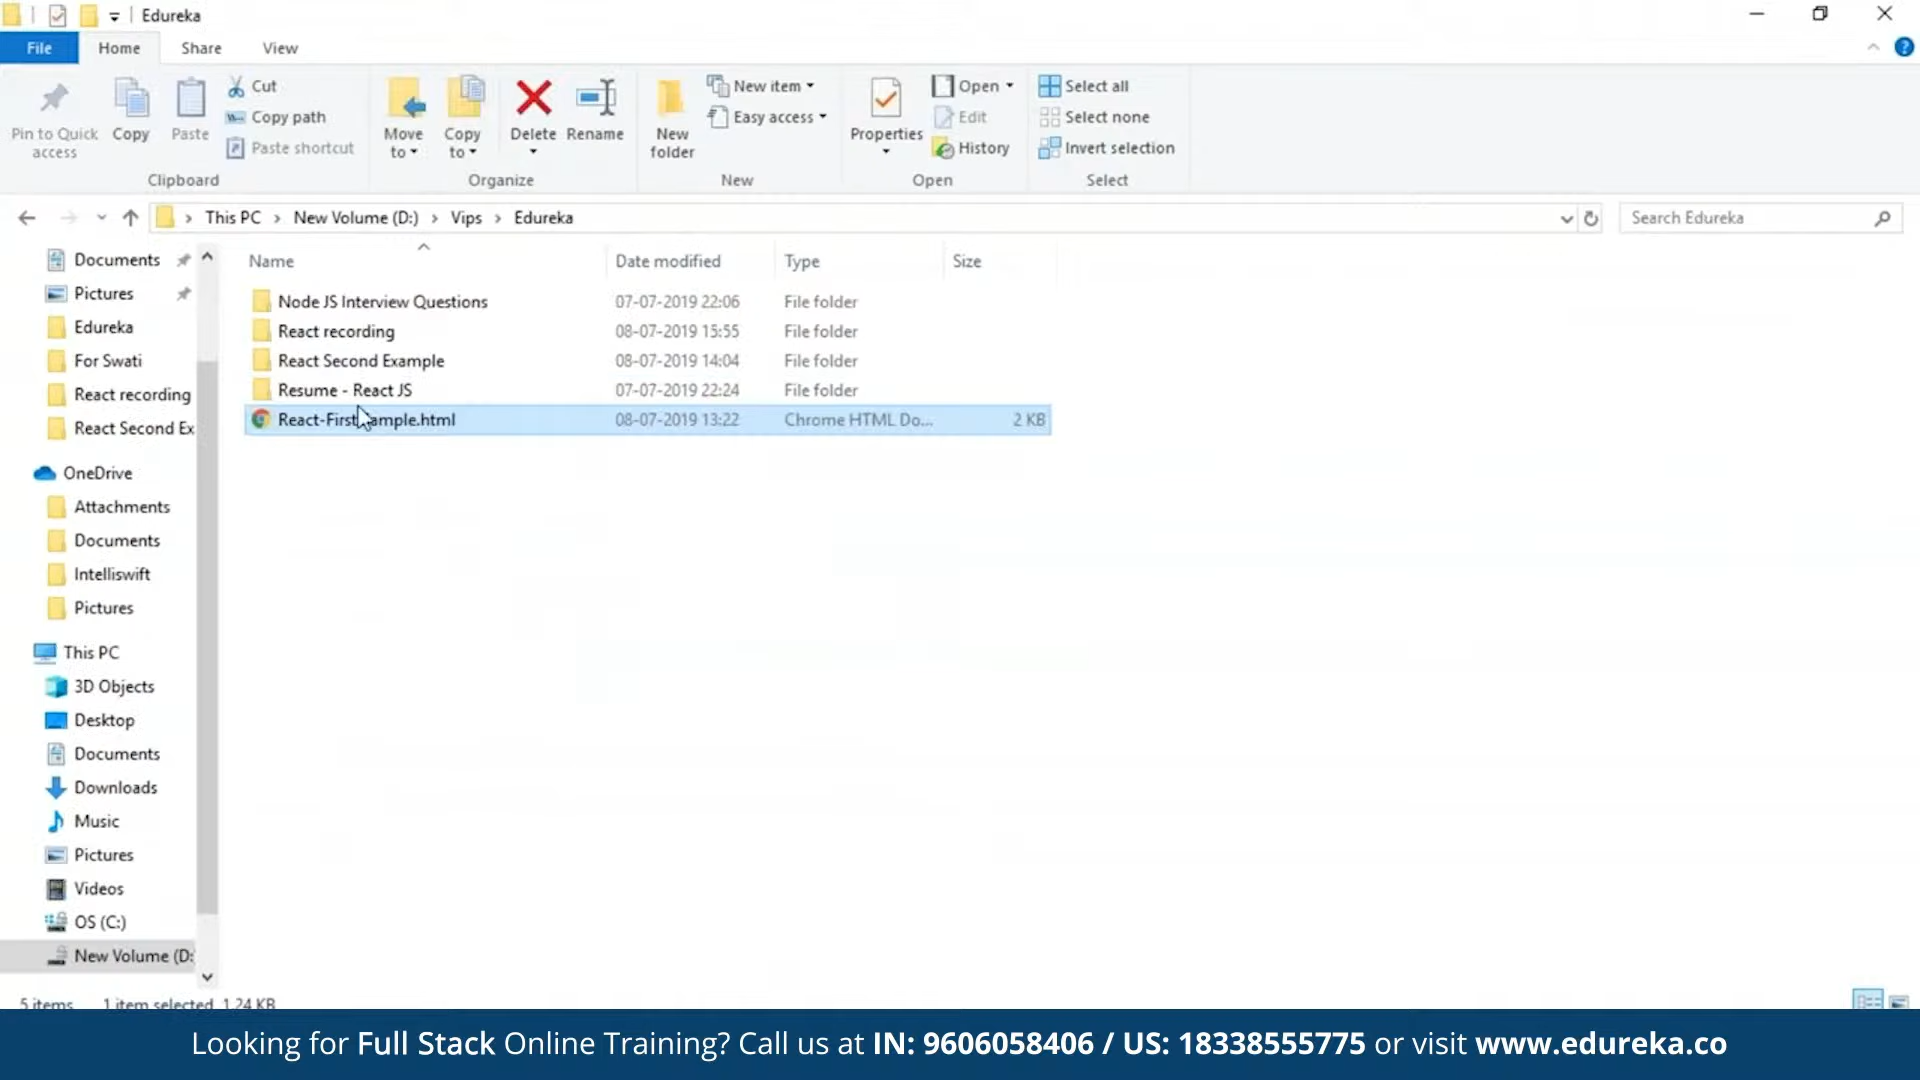 Edureka
File Home Share View
Pin to Quick access
Copy
Paste
Cut
Copy path
Paste shortcut
Clipboard
Move to
Copy to
Delete
Rename
Organize
New folder
New item
Easy access
New
Properties
Open
Edit
History
Open
Select all
Select none
Invert selection
Select
This PC > New Volume (D:) > Vips > Edureka
Search Edureka
Documents
Pictures
Edureka
For Swati
React recording
React Second Ex
OneDrive
Attachments
Documents
Intelliswift
Pictures
This PC
3D Objects
Desktop
Documents
Downloads
Music
Pictures
Videos
OS (C:)
New Volume (D:
Name Date modified Type Size
Node JS Interview Questions 07-07-2019 22:06 File folder
React recording 08-07-2019 15:55 File folder
React Second Example 08-07-2019 14:04 File folder
Resume - React JS 07-07-2019 22:24 File folder
08-07-2019 13:22 Chrome HTML Do... 2 KB
5 items 1 item selected 1.24 KB
Looking for Full Stack Online Training? Call us at IN: 9606058406 / US: 18338555775 or visit www.edureka.co